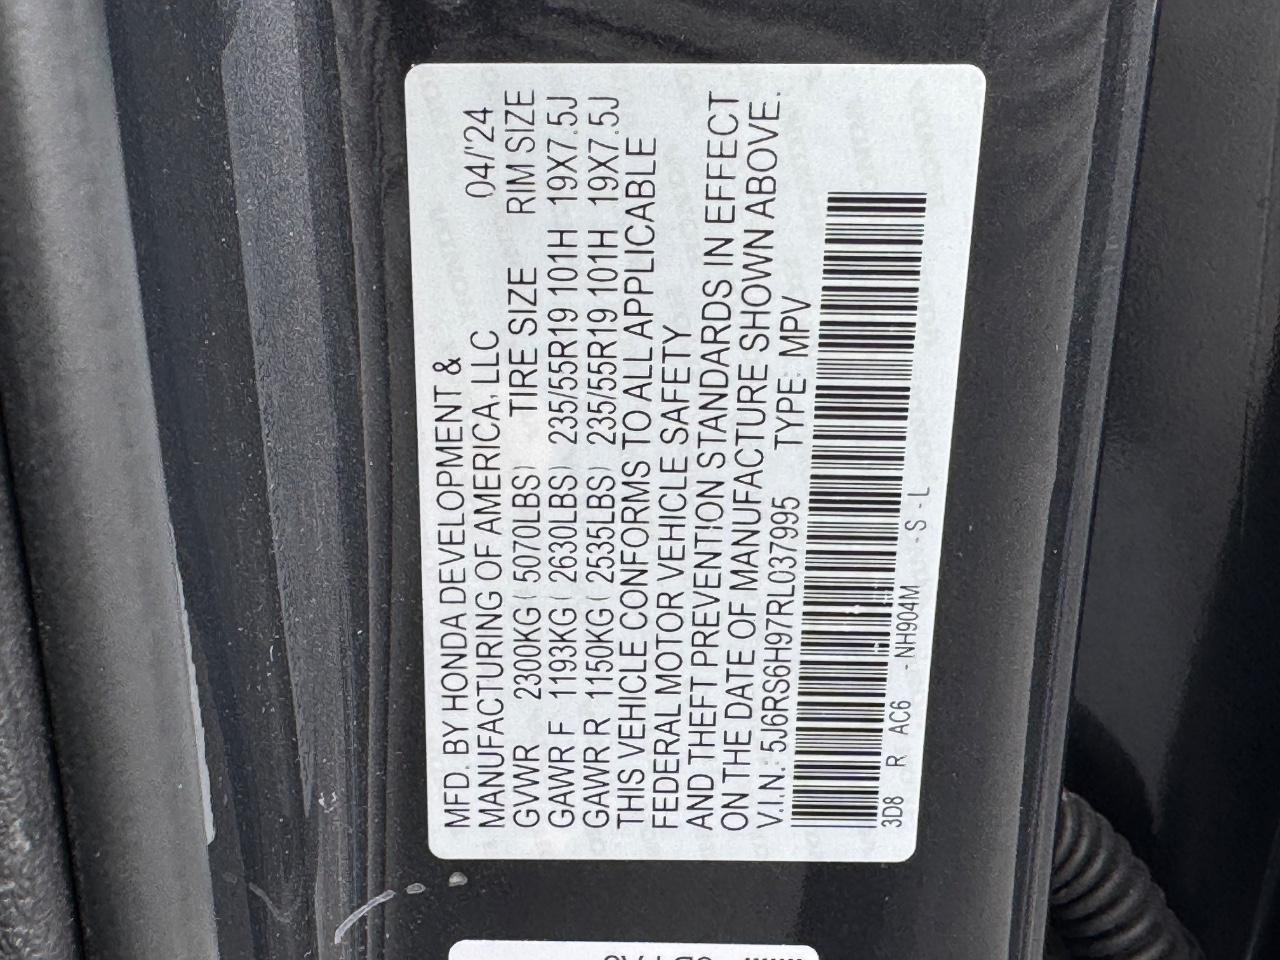 MFD. BY HONDA DEVELOPMENT &
MANUFACTURING OF AMERICA, LLC 04/'24
GVWR 2300KG ( 5070LBS) TIRE SIZE RIM SIZE
GAWR F 1193KG ( 2630LBS) 235/55R19 101H 19X7.5J
GAWR R 1150KG ( 2535LBS) 235/55R19 101H 19X7.5J
THIS VEHICLE CONFORMS TO ALL APPLICABLE
FEDERAL MOTOR VEHICLE SAFETY
AND THEFT PREVENTION STANDARDS IN EFFECT
ON THE DATE OF MANUFACTURE SHOWN ABOVE.
V.I.N.: 5J6RS6H97RL037995 TYPE: MPV
3D8 R AC6 - NH904M - S - L